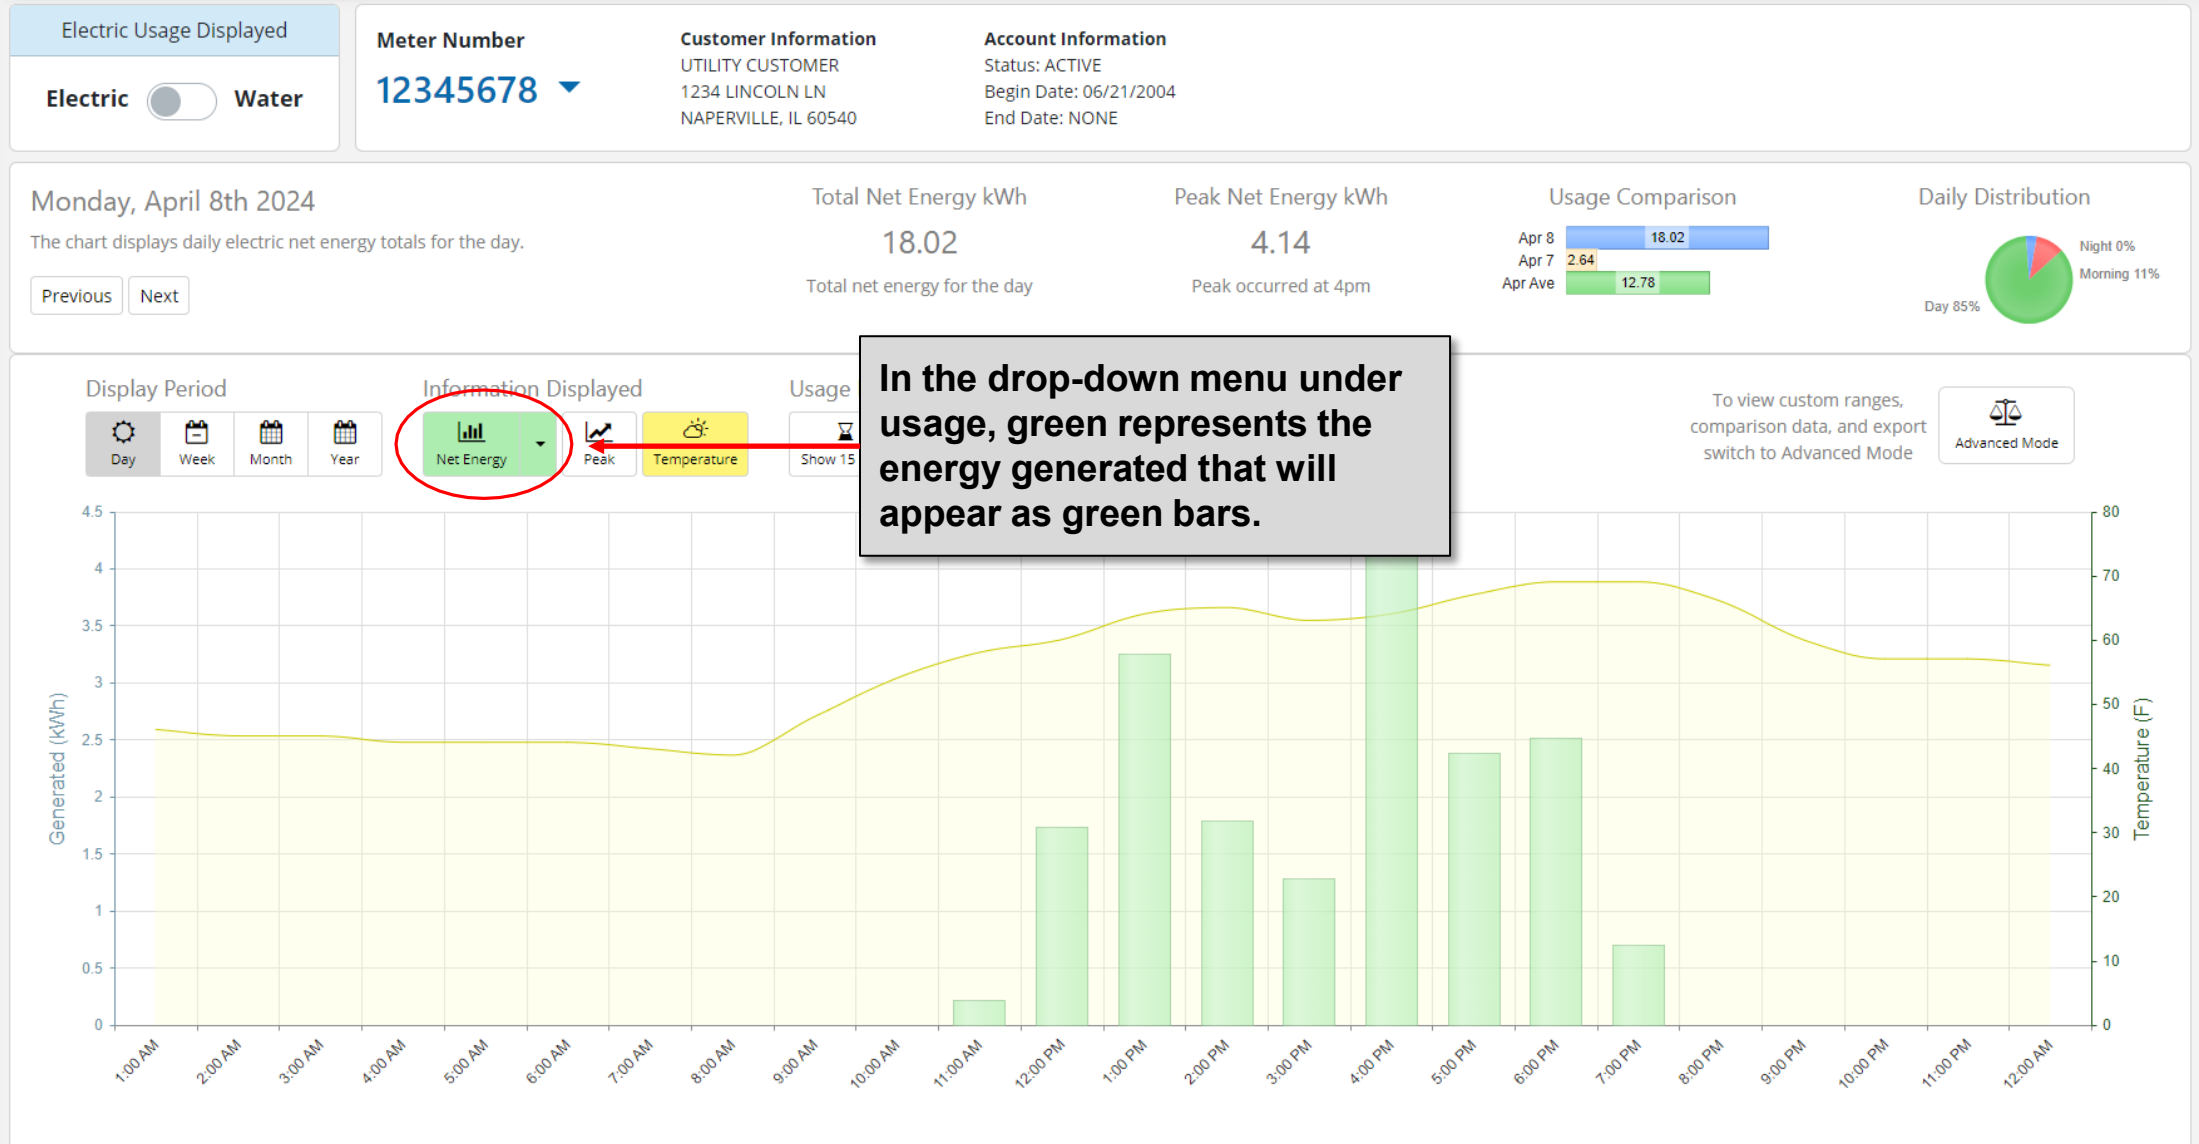 Electric Usage Displayed
Electric Water
Meter Number
12345678
Customer Information
UTILITY CUSTOMER
1234 LINCOLN LN
NAPERVILLE, IL 60540
Account Information
Status: ACTIVE
Begin Date: 06/21/2004
End Date: NONE
Monday, April 8th 2024
The chart displays daily electric net energy totals for the day.
Previous Next
Total Net Energy kWh
18.02
Total net energy for the day
Peak Net Energy kWh
4.14
Peak occurred at 4pm
Usage Comparison
Apr 8 18.02
Apr 7 2.64
Apr Ave 12.78
Daily Distribution
Night 0%
Morning 11%
Day 85%
Display Period
Day Week Month Year
Information Displayed
Net Energy Peak Temperature
Usage
Show 15
In the drop-down menu under
usage, green represents the
energy generated that will
appear as green bars.
To view custom ranges,
comparison data, and export
switch to Advanced Mode
Advanced Mode
Generated (kWh)
4.5
4
3.5
3
2.5
2
1.5
1
0.5
0
80
70
60
50
40
30
20
10
0
Temperature (F)
1:00 AM 2:00 AM 3:00 AM 4:00 AM 5:00 AM 6:00 AM 7:00 AM 8:00 AM 9:00 AM 10:00 AM 11:00 AM 12:00 PM 1:00 PM 2:00 PM 3:00 PM 4:00 PM 5:00 PM 6:00 PM 7:00 PM 8:00 PM 9:00 PM 10:00 PM 11:00 PM 12:00 AM